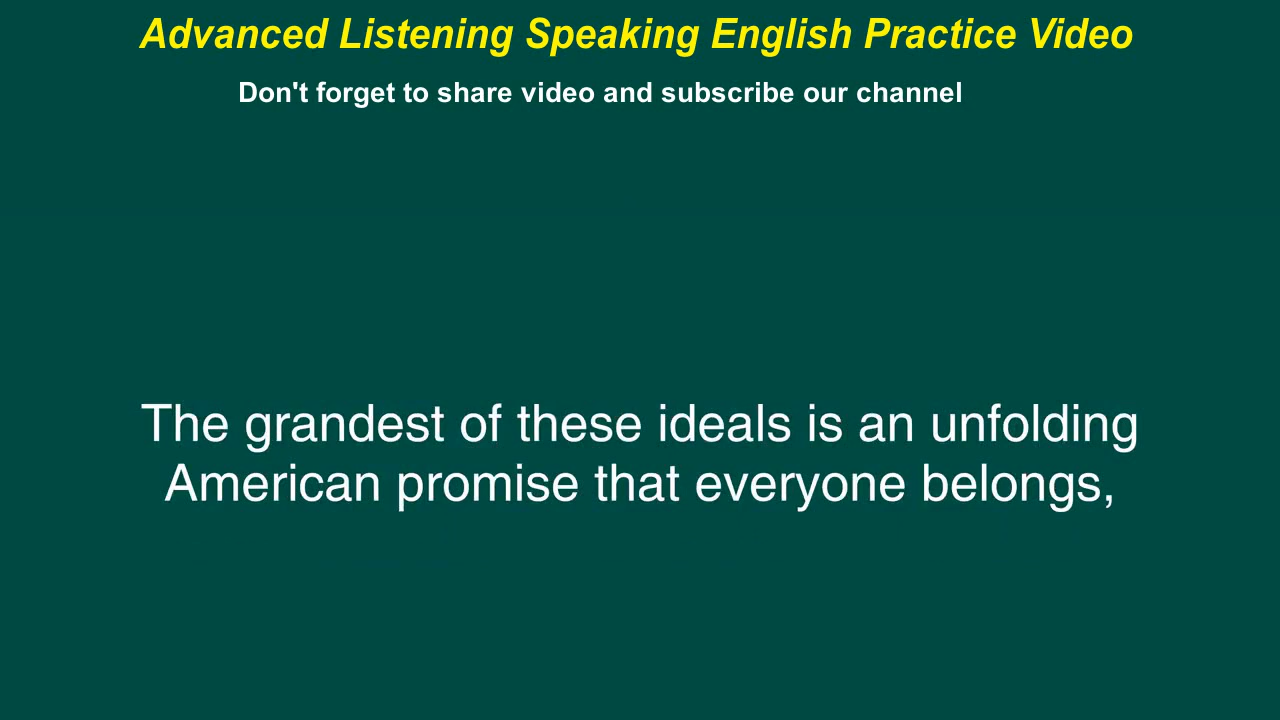 Advanced Listening Speaking English Practice Video
Don't forget to share video and subscribe our channel
The grandest of these ideals is an unfolding
American promise that everyone belongs,